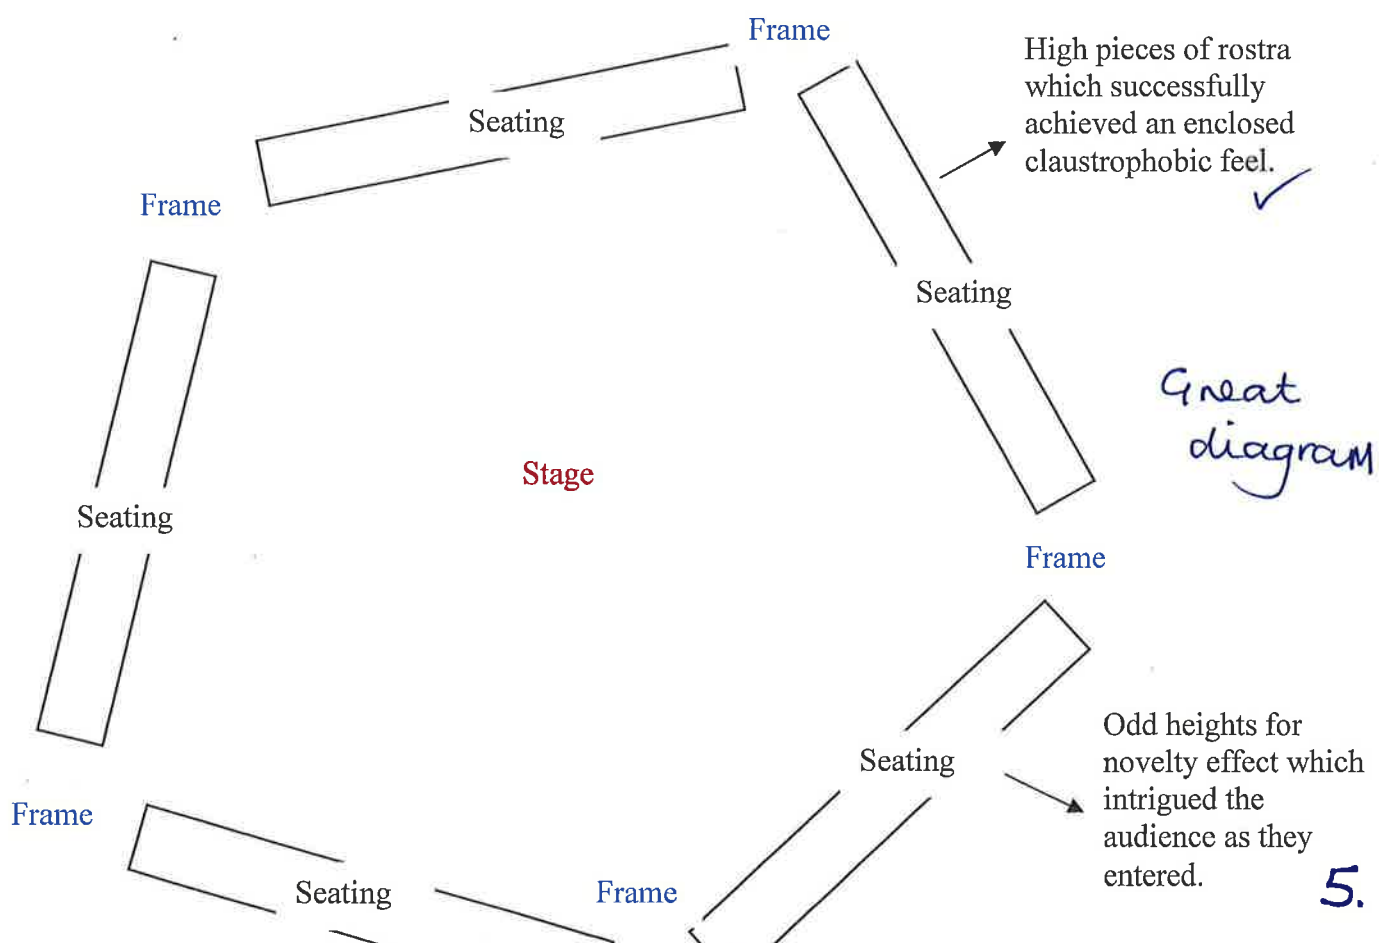 Frame
High pieces of rostra
which successfully
achieved an enclosed
claustrophobic feel.
Seating
Frame
Seating
Great
diagram
Stage
Seating
Frame
Seating
Odd heights for
novelty effect which
intrigued the
audience as they
entered.
Frame
Seating
Frame
5.